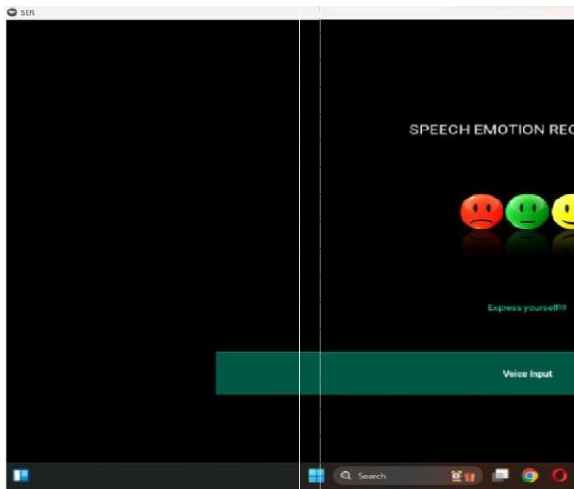 SER
SPEECH EMOTION REC
Express yourself!!!
Voice Input
Search